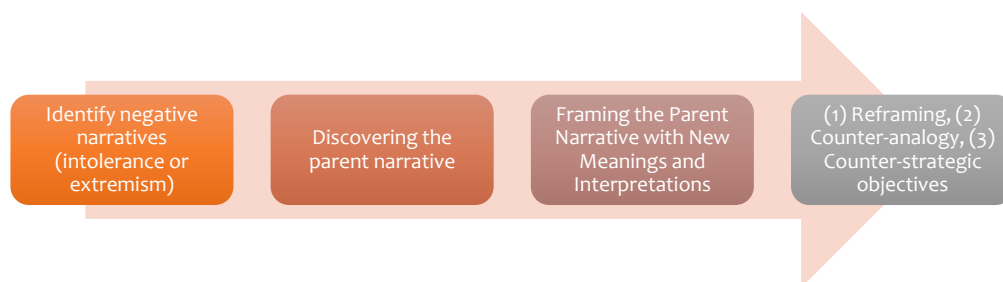 Identify negative
narratives
(intolerance or
extremism)
Discovering the
parent narrative
Framing the Parent
Narrative with New
Meanings and
Interpretations
(1) Reframing, (2)
Counter-analogy, (3)
Counter-strategic
objectives